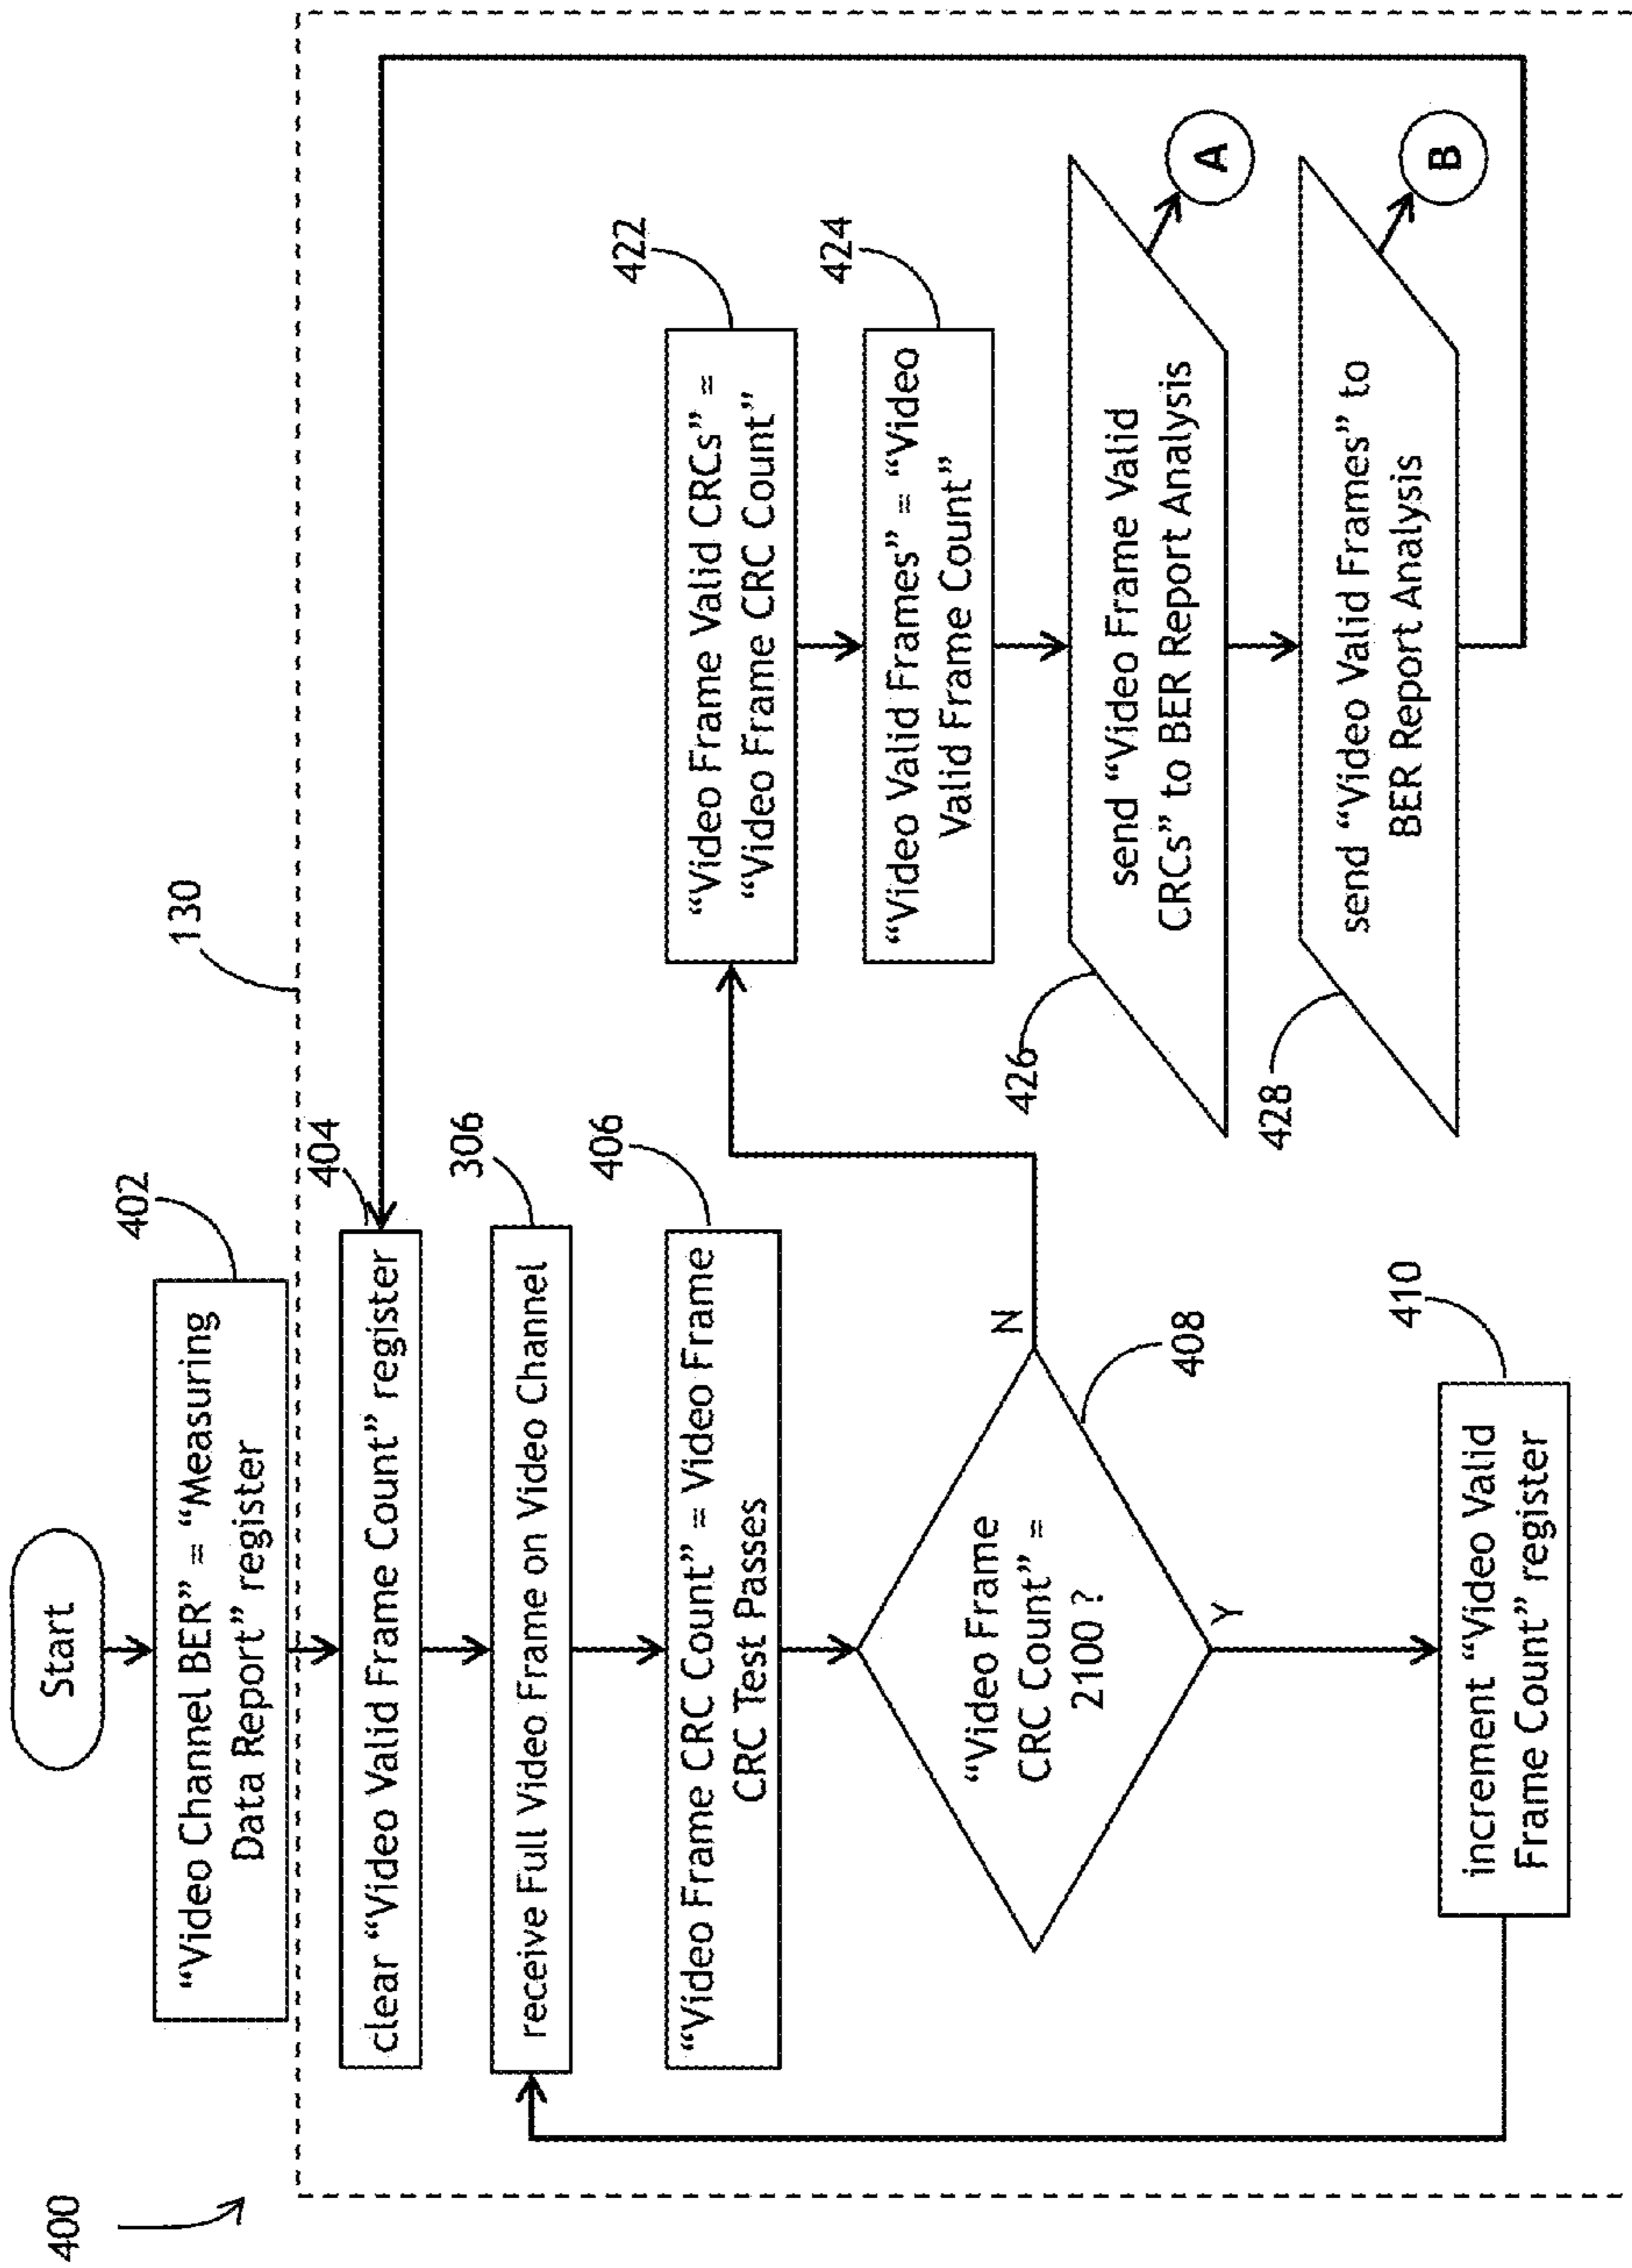 400
Start
402
“Video Channel BER” = “Measuring
Data Report” register
130
404
clear “Video Valid Frame Count” register
306
receive Full Video Frame on Video Channel
406
“Video Frame CRC Count” = Video Frame
CRC Test Passes
“Video Frame
CRC Count” =
2100 ?
408
N
Y
410
increment “Video Valid
Frame Count” register
422
“Video Frame Valid CRCs” =
“Video Frame CRC Count”
424
“Video Valid Frames” = “Video
Valid Frame Count”
426
send “Video Frame Valid
CRCs” to BER Report Analysis
A
428
send “Video Valid Frames” to
BER Report Analysis
B